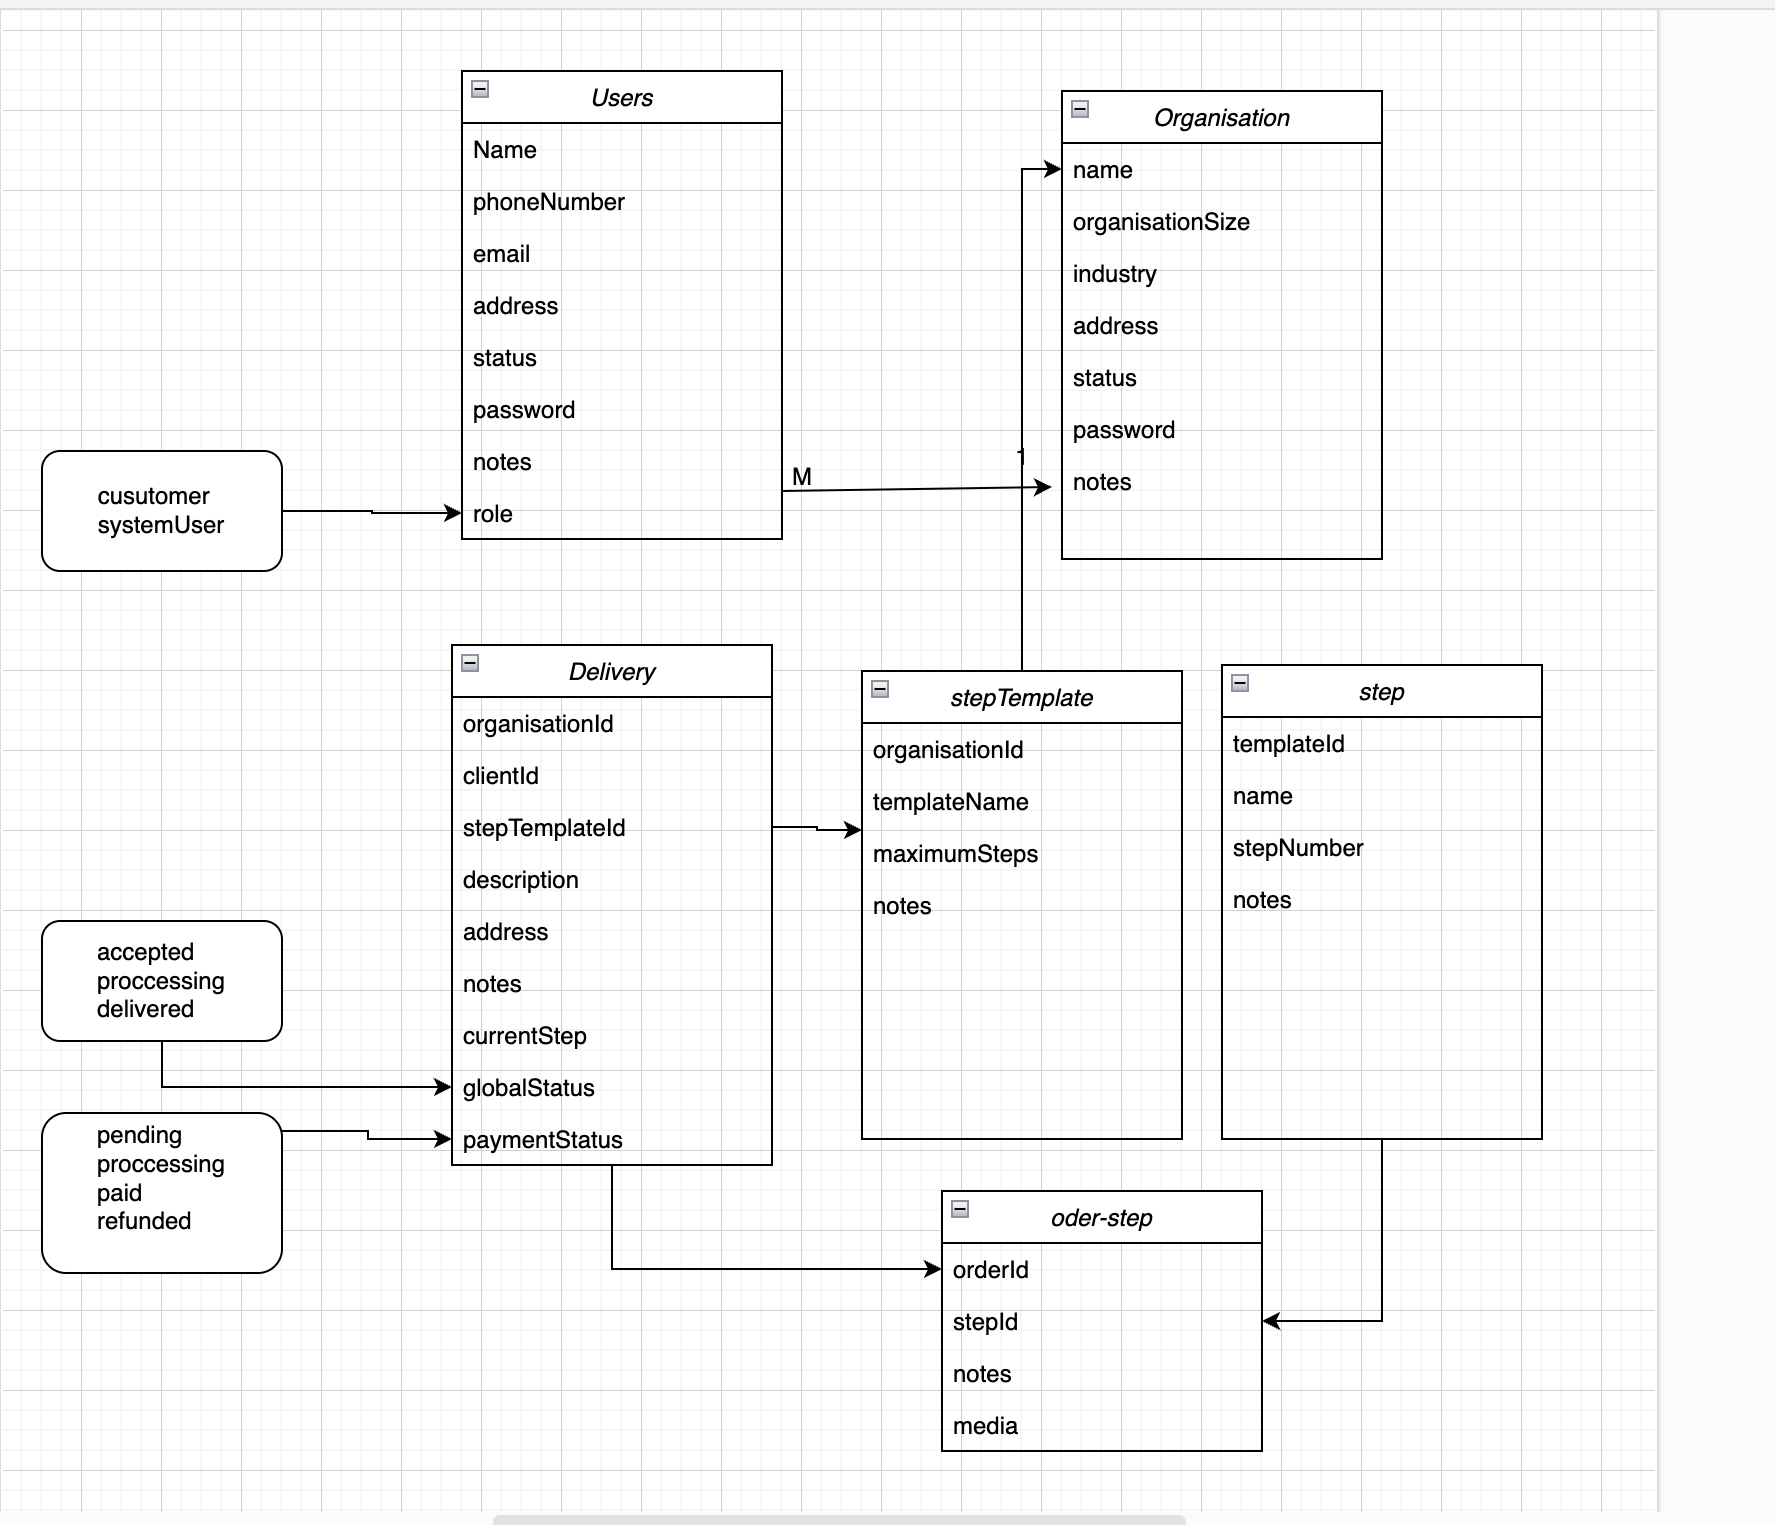 Users
Name
phoneNumber
email
address
status
password
notes
role
Organisation
name
organisationSize
industry
address
status
password
notes
cusutomer
systemUser
M
1
Delivery
organisationId
clientId
stepTemplateId
description
address
notes
currentStep
globalStatus
paymentStatus
stepTemplate
organisationId
templateName
maximumSteps
notes
step
templateId
name
stepNumber
notes
accepted
proccessing
delivered
pending
proccessing
paid
refunded
oder-step
orderId
stepId
notes
media